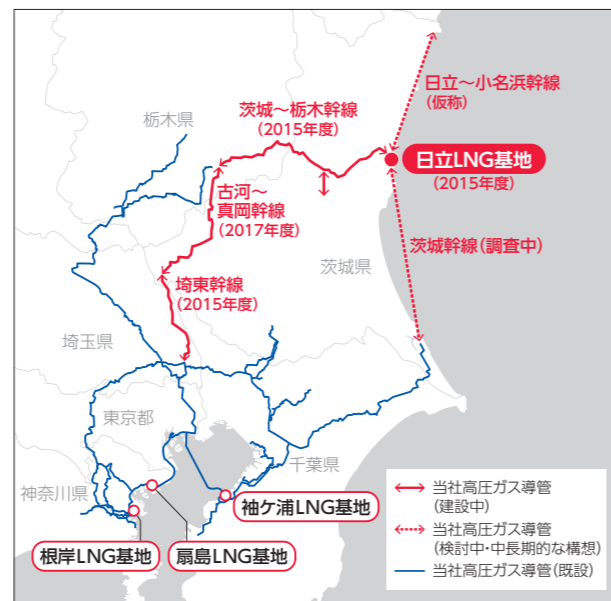 日立～小名浜幹線
(仮称)
茨城～栃木幹線
(2015年度)
栃木県
日立LNG基地
(2015年度)
古河～
真岡幹線
(2017年度)
茨城幹線(調査中)
茨城県
埼東幹線
(2015年度)
埼玉県
東京都
千葉県
神奈川県
袖ケ浦LNG基地
根岸LNG基地
扇島LNG基地
当社高圧ガス導管
(建設中)
当社高圧ガス導管
(検討中・中長期的な構想)
当社高圧ガス導管(既設)